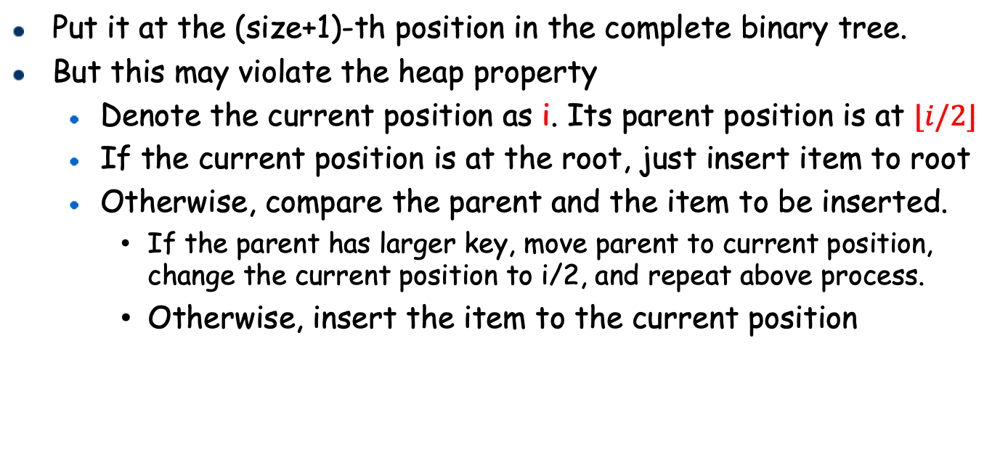 • Put it at the (size+1)-th position in the complete binary tree.
• But this may violate the heap property
• Denote the current position as i. Its parent position is at ⌊i/2⌋
• If the current position is at the root, just insert item to root
• Otherwise, compare the parent and the item to be inserted.
• If the parent has larger key, move parent to current position,
change the current position to i/2, and repeat above process.
• Otherwise, insert the item to the current position